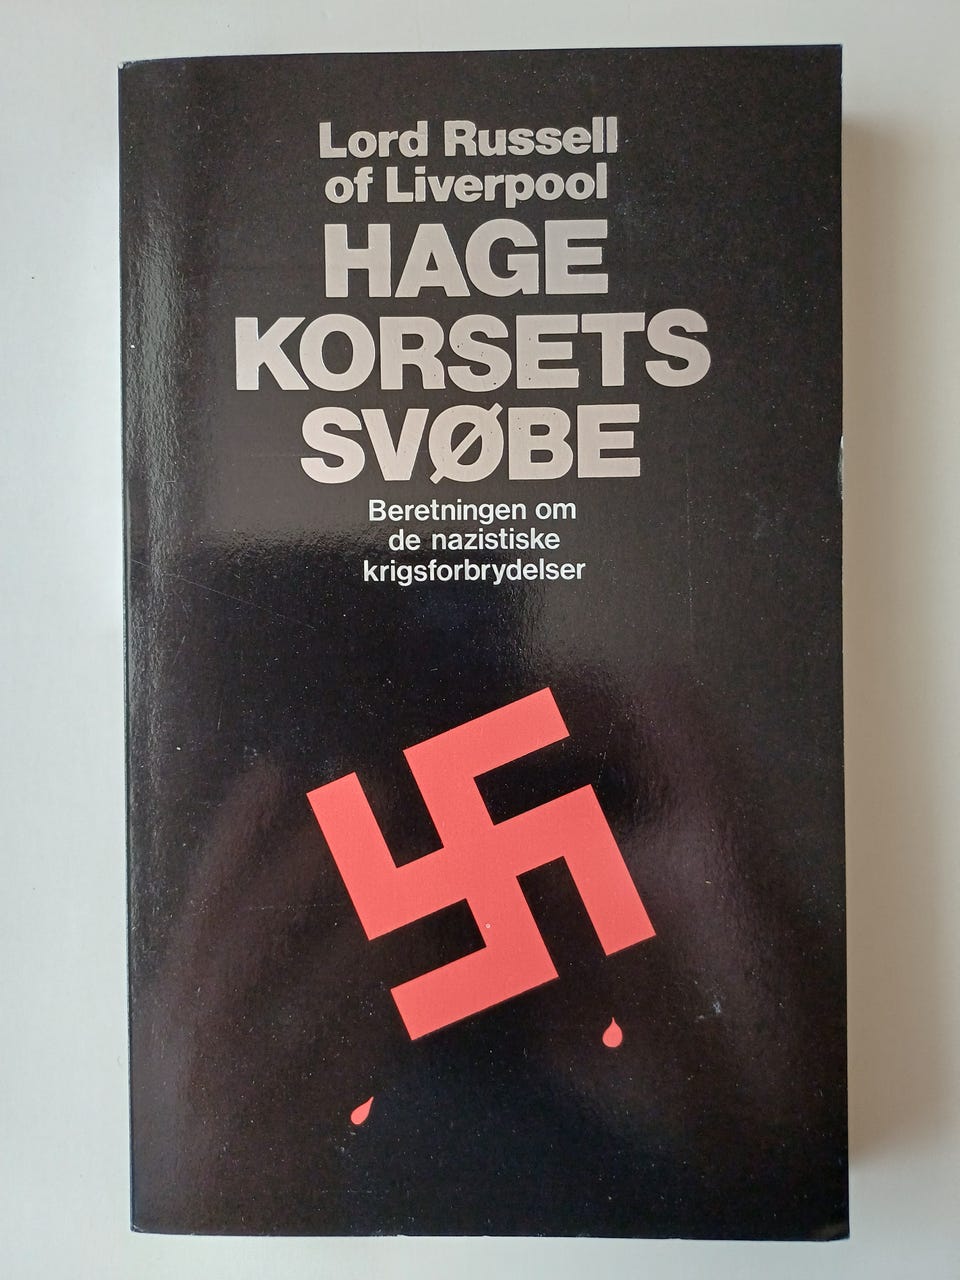 Lord Russell
of Liverpool
HAGE
KORSETS
SVØBE
Beretningen om
de nazistiske
krigsforbrydelser